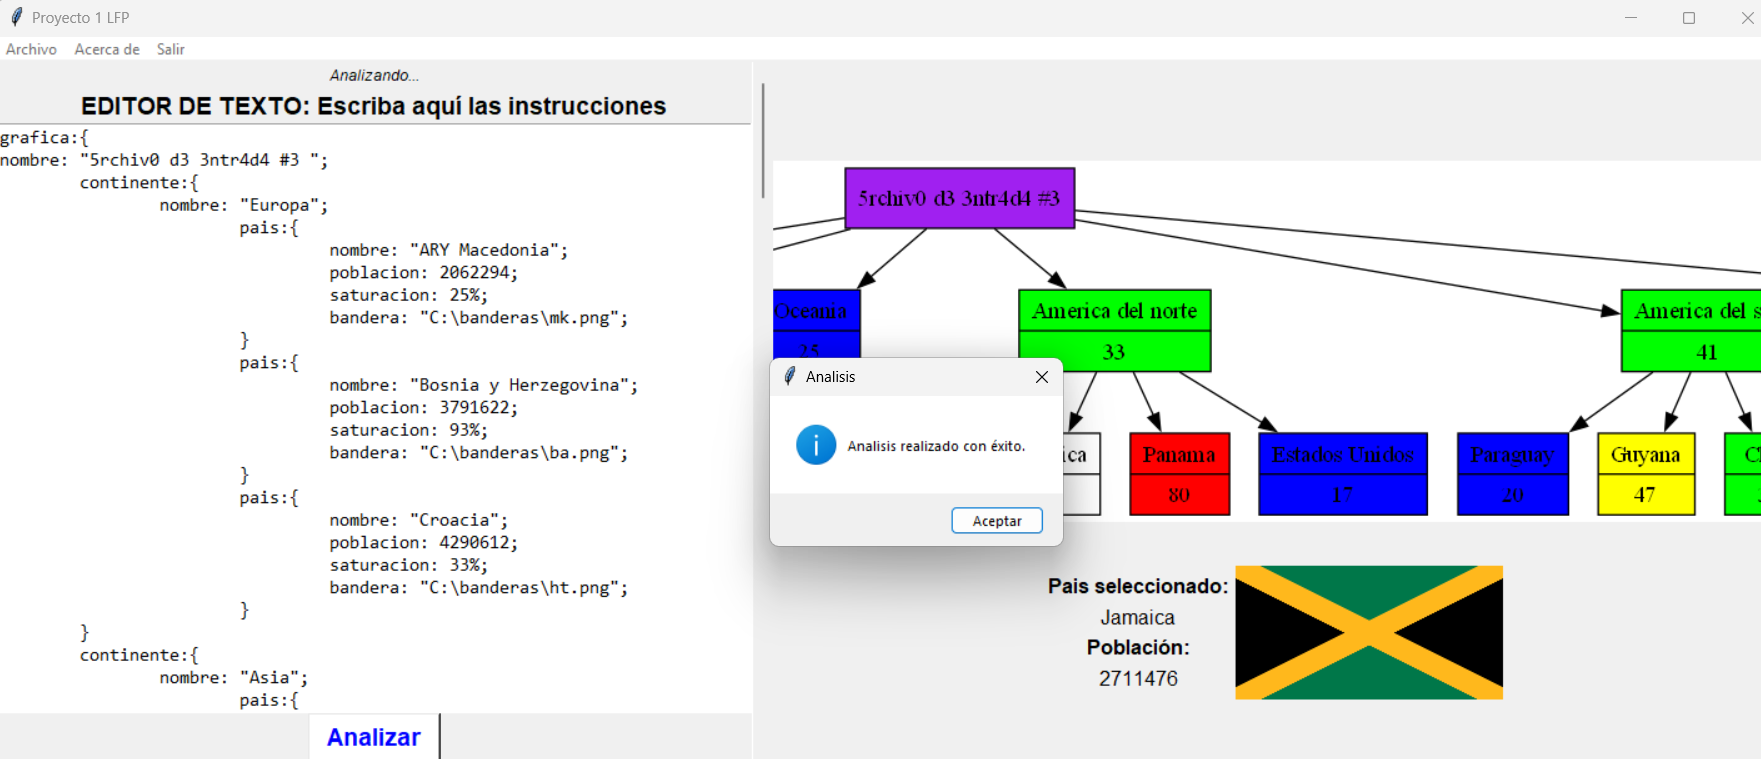 Proyecto 1 LFP
Archivo Acerca de Salir
Analizando...
EDITOR DE TEXTO: Escriba aquí las instrucciones
grafica:{
nombre: "5rchiv0 d3 3ntr4d4 #3 ";
continente:{
nombre: "Europa";
pais:{
nombre: "ARY Macedonia";
poblacion: 2062294;
saturacion: 25%;
bandera: "C:\banderas\mk.png";
}
pais:{
nombre: "Bosnia y Herzegovina";
poblacion: 3791622;
saturacion: 93%;
bandera: "C:\banderas\ba.png";
}
pais:{
nombre: "Croacia";
poblacion: 4290612;
saturacion: 33%;
bandera: "C:\banderas\ht.png";
}
}
continente:{
nombre: "Asia";
pais:{
Analizar
5rchiv0 d3 3ntr4d4 #3
Oceania
25
America del norte
33
America del s
41
ica
Panama
80
Estados Unidos
17
Paraguay
20
Guyana
47
Analisis
Analisis realizado con éxito.
Aceptar
Pais seleccionado:
Jamaica
Población:
2711476